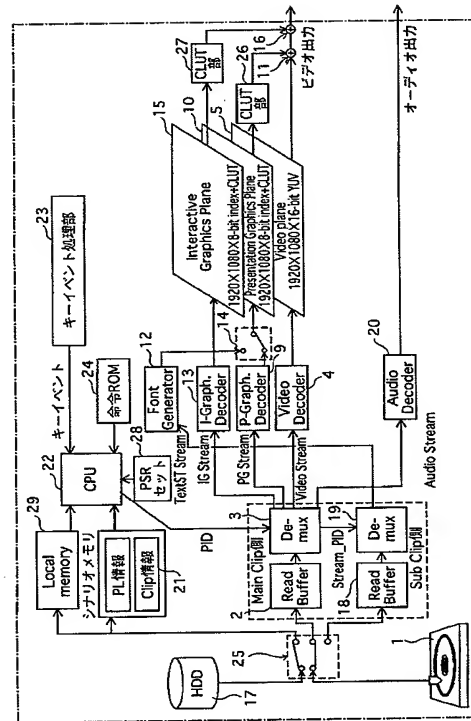 23
キーイベント処理部
キーイベント
24
命令ROM
22
CPU
28
PSR
セット
29
Local
memory
シナリオメモリ
PL情報
Clip情報
21
PID
TextST Stream
12
Font
Generator
14
13
I-Graph.
Decoder
IG Stream
P-Graph.
Decoder
9
PG Stream
Video
Decoder
4
Video Stream
15
Interactive
Graphics Plane
1920×1080×8-bit index+CLUT
10
Presentation Graphics Plane
1920×1080×8-bit index+CLUT
5
Video plane
1920×1080×16-bit YUV
27
CLUT部
26
CLUT部
16
11
ビデオ出力
オーディオ出力
20
Audio
Decoder
Audio Stream
Main Clip側
3
De-
mux
2
Read
Buffer
Stream_PID
19
De-
mux
18
Read
Buffer
Sub Clip側
25
HDD
17
1